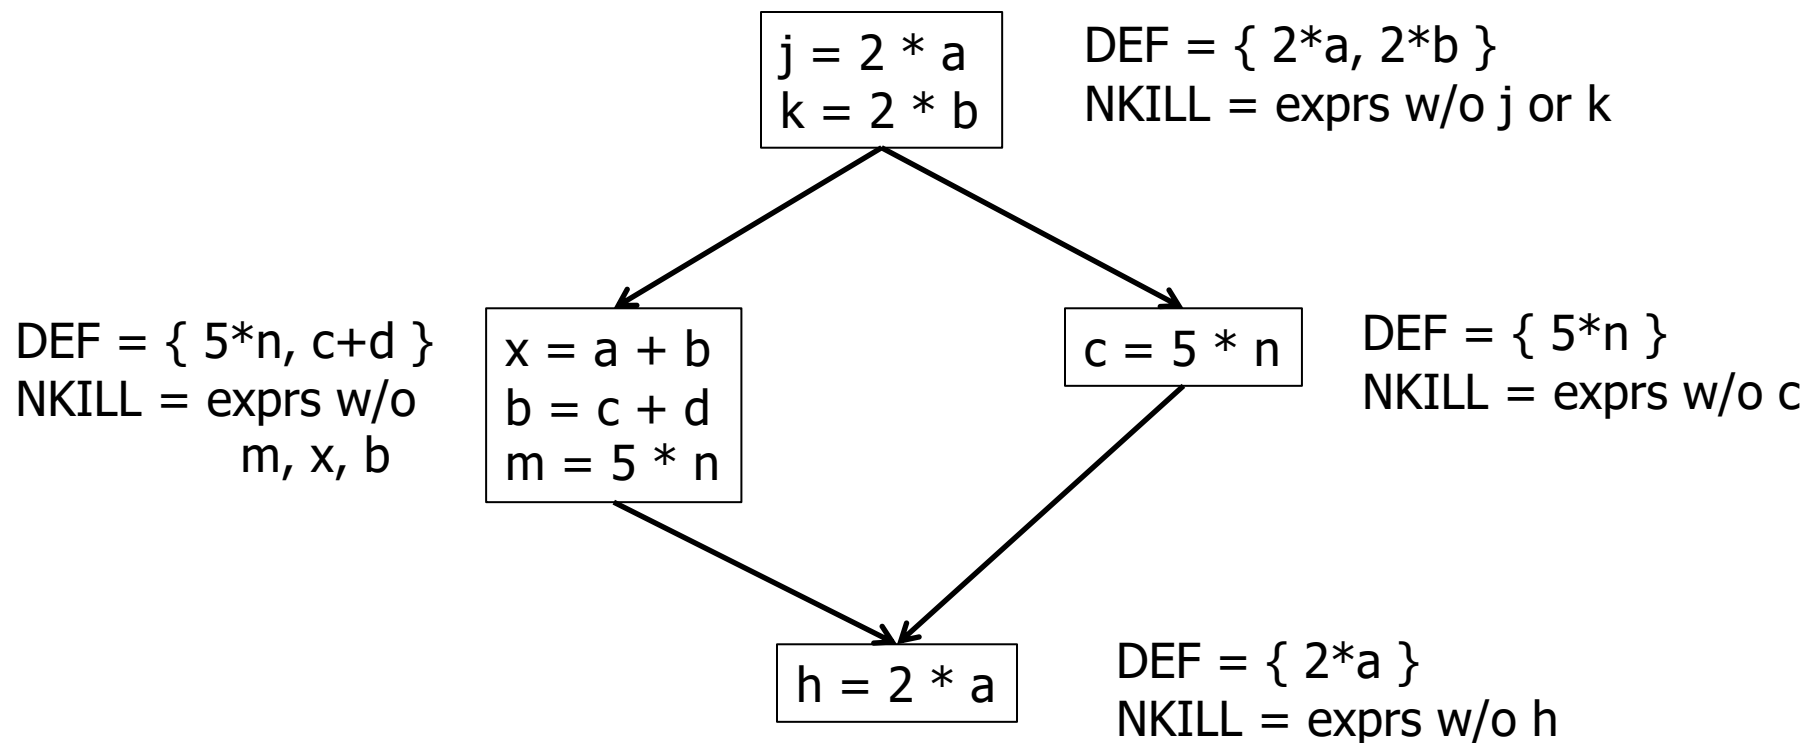 j = 2 * a
k = 2 * b
DEF = { 2*a, 2*b }
NKILL = exprs w/o j or k
DEF = { 5*n, c+d }
NKILL = exprs w/o
m, x, b
x = a + b
b = c + d
m = 5 * n
c = 5 * n
DEF = { 5*n }
NKILL = exprs w/o c
h = 2 * a
DEF = { 2*a }
NKILL = exprs w/o h